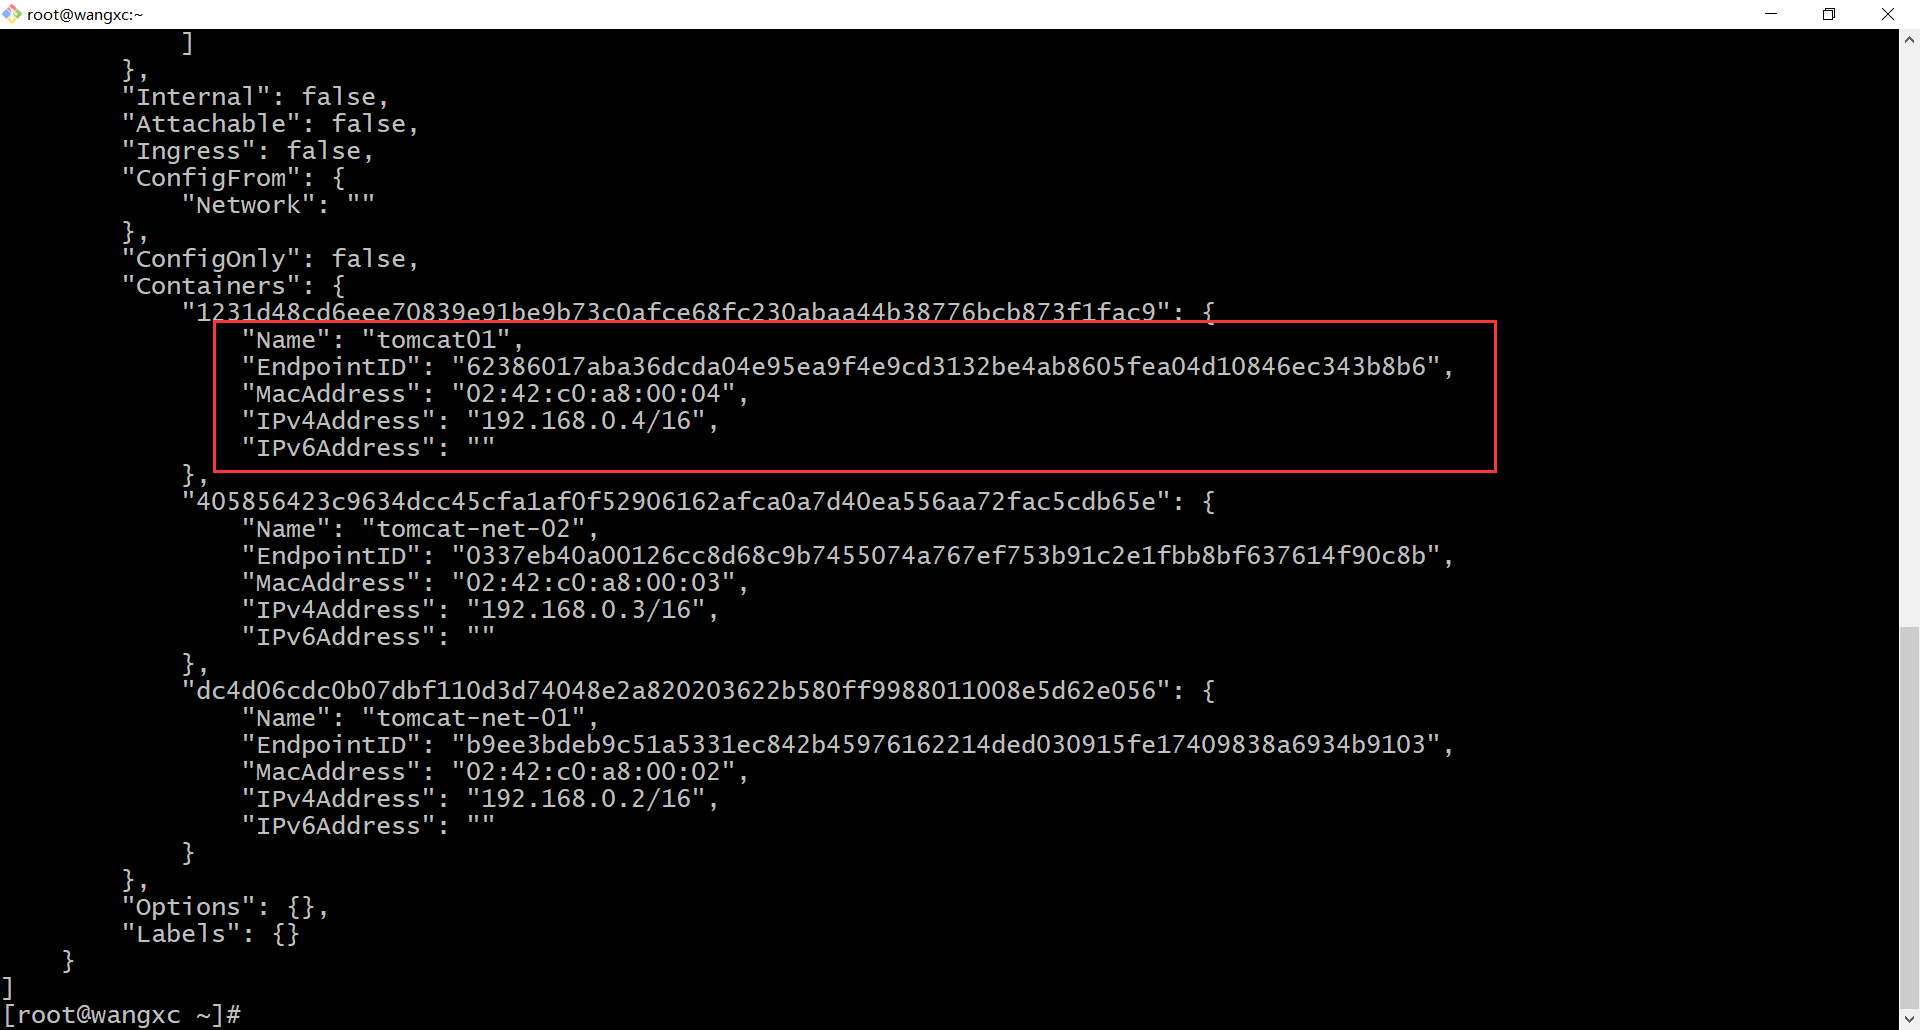 root@wangxc:~
]
},
"Internal": false,
"Attachable": false,
"Ingress": false,
"ConfigFrom": {
"Network": ""
},
"ConfigOnly": false,
"Containers": {
"1231d48cd6eee70839e91be9b73c0afce68fc230abaa44b38776bcb873f1fac9": {
"Name": "tomcat01",
"EndpointID": "62386017aba36dcda04e95ea9f4e9cd3132be4ab8605fea04d10846ec343b8b6",
"MacAddress": "02:42:c0:a8:00:04",
"IPv4Address": "192.168.0.4/16",
"IPv6Address": ""
},
"405856423c9634dcc45cfa1af0f52906162afca0a7d40ea556aa72fac5cdb65e": {
"Name": "tomcat-net-02",
"EndpointID": "0337eb40a00126cc8d68c9b7455074a767ef753b91c2e1fbb8bf637614f90c8b",
"MacAddress": "02:42:c0:a8:00:03",
"IPv4Address": "192.168.0.3/16",
"IPv6Address": ""
},
"dc4d06cdc0b07dbf110d3d74048e2a820203622b580ff9988011008e5d62e056": {
"Name": "tomcat-net-01",
"EndpointID": "b9ee3bdeb9c51a5331ec842b45976162214ded030915fe17409838a6934b9103",
"MacAddress": "02:42:c0:a8:00:02",
"IPv4Address": "192.168.0.2/16",
"IPv6Address": ""
}
},
"Options": {},
"Labels": {}
}
]
[root@wangxc ~]#